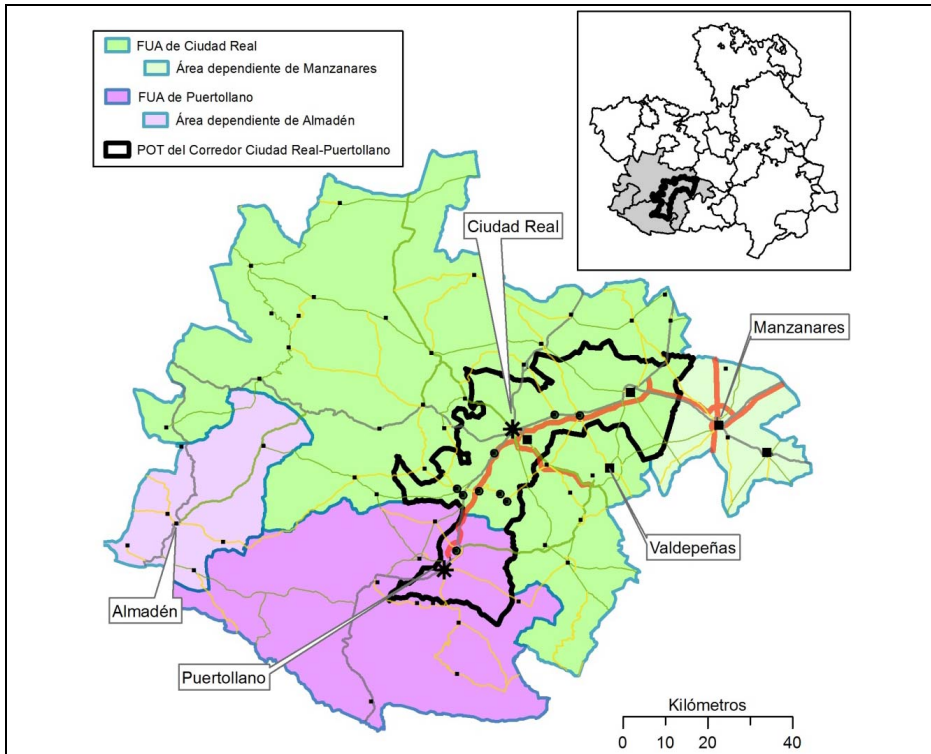 FUA de Ciudad Real
Área dependiente de Manzanares
FUA de Puertollano
Área dependiente de Almadén
POT del Corredor Ciudad Real-Puertollano
Ciudad Real
Manzanares
Valdepeñas
Almadén
Puertollano
Kilómetros
0 10 20 40